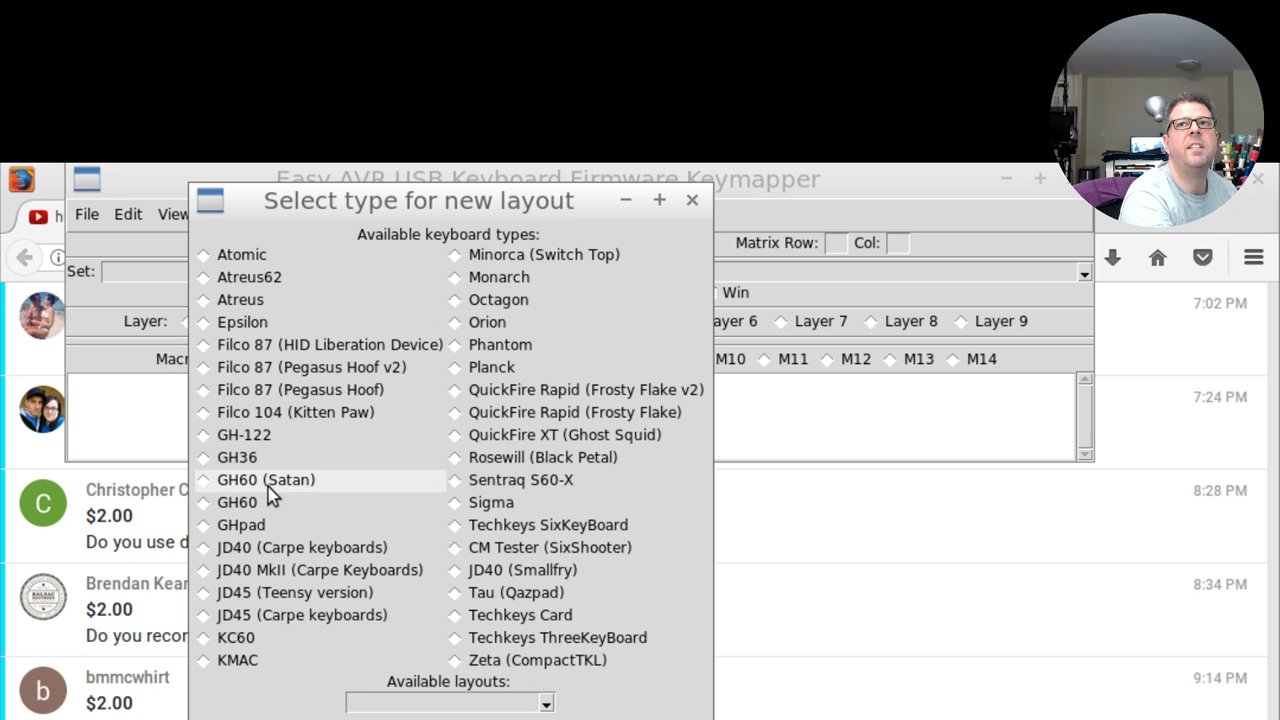 Easy AVR USB Keyboard Firmware Keymapper
Select type for new layout
h
File Edit View
Available keyboard types:
Matrix Row: Col:
Set:
Win
Layer:
Layer 6 Layer 7 Layer 8 Layer 9
M10 M11 M12 M13 M14
Atomic
Atreus62
Atreus
Epsilon
Filco 87 (HID Liberation Device)
Filco 87 (Pegasus Hoof v2)
Filco 87 (Pegasus Hoof)
Filco 104 (Kitten Paw)
GH-122
GH36
GH60 (Satan)
GH60
GHpad
JD40 (Carpe keyboards)
JD40 MkII (Carpe Keyboards)
JD45 (Teensy version)
JD45 (Carpe keyboards)
KC60
KMAC
Minorca (Switch Top)
Monarch
Octagon
Orion
Phantom
Planck
QuickFire Rapid (Frosty Flake v2)
QuickFire Rapid (Frosty Flake)
QuickFire XT (Ghost Squid)
Rosewill (Black Petal)
Sentraq S60-X
Sigma
Techkeys SixKeyBoard
CM Tester (SixShooter)
JD40 (Smallfry)
Tau (Qazpad)
Techkeys Card
Techkeys ThreeKeyBoard
Zeta (CompactTKL)
Available layouts:
7:02 PM
7:24 PM
C
Christopher C
$2.00
Do you use d
8:28 PM
Brendan Kear
$2.00
Do you recor
8:34 PM
b
bmmcwhirt
$2.00
9:14 PM